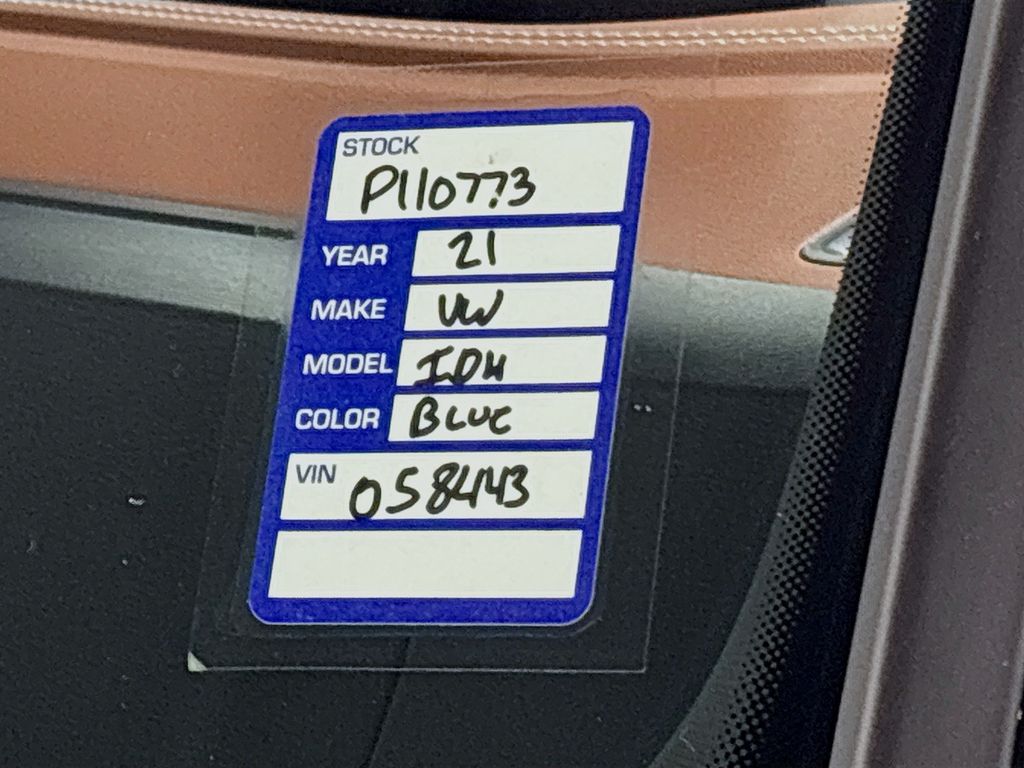 STOCK
P110773
YEAR 21
MAKE VW
MODEL ID4
COLOR BLUE
VIN 058443